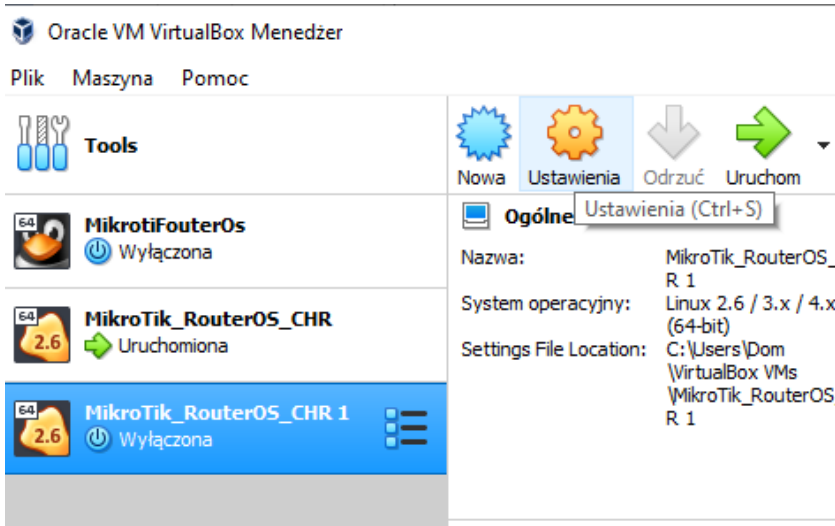 Oracle VM VirtualBox Menedżer
Plik Maszyna Pomoc
Tools
Nowa Ustawienia Odrzuć Uruchom
Ustawienia (Ctrl+S)
64
MikrotiFouterOs
Wyłączona
64
2.6
MikroTik_RouterOS_CHR
Uruchomiona
64
2.6
MikroTik_RouterOS_CHR 1
Wyłączona
Ogólne
Nazwa: MikroTik_RouterOS_
R 1
System operacyjny: Linux 2.6 / 3.x / 4.x
(64-bit)
Settings File Location: C:\Users\Dom
\VirtualBox VMs
\MikroTik_RouterOS
R 1